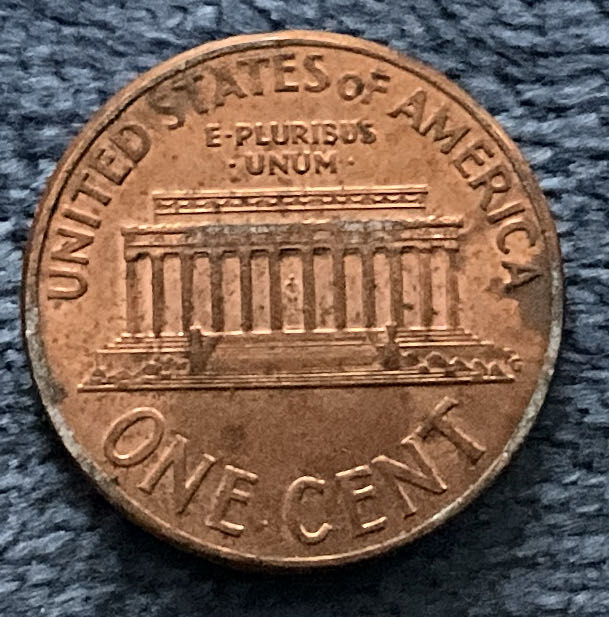 UNITED STATES OF AMERICA
E·PLURIBUS
·UNUM·
ONE CENT